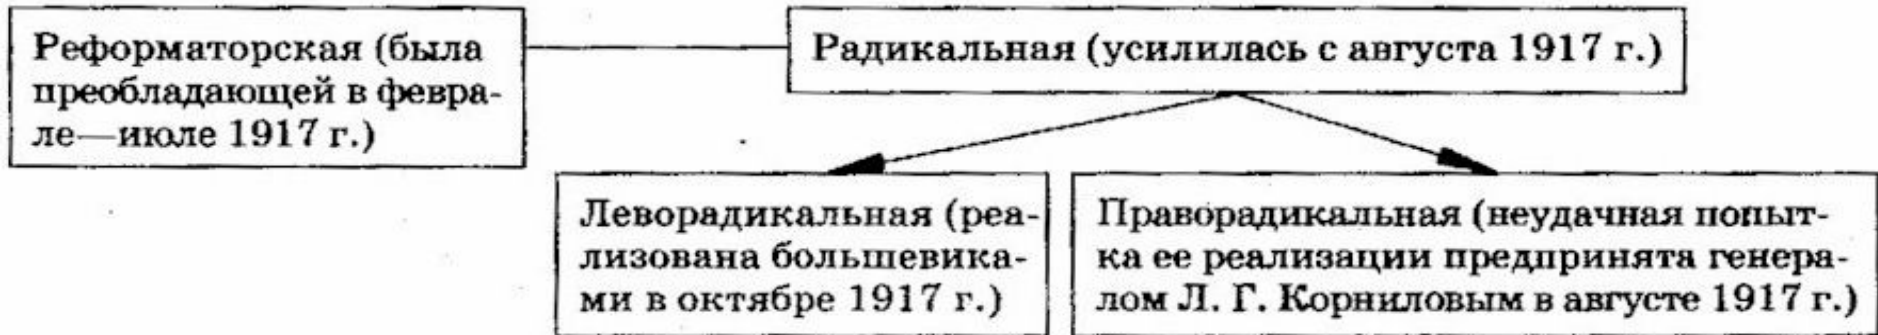 Реформаторская (была
преобладающей в февра-
ле—июле 1917 г.)
Радикальная (усилилась с августа 1917 г.)
Леворадикальная (реа-
лизована большевика-
ми в октябре 1917 г.)
Праворадикальная (неудачная попыт-
ка ее реализации предпринята генера-
лом Л. Г. Корниловым в августе 1917 г.)